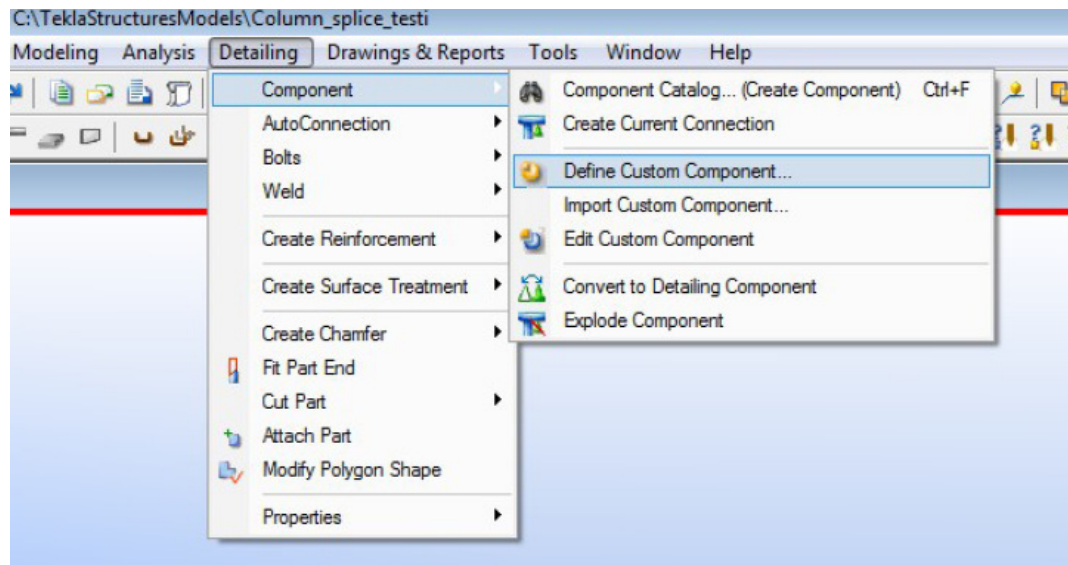 C:\TeklaStructuresModels\Column_splice_testi
Modeling Analysis Detailing Drawings & Reports Tools Window Help
Component
AutoConnection
Bolts
Weld
Create Reinforcement
Create Surface Treatment
Create Chamfer
Fit Part End
Cut Part
Attach Part
Modify Polygon Shape
Properties
Component Catalog... (Create Component) Ctrl+F
Create Current Connection
Define Custom Component...
Import Custom Component...
Edit Custom Component
Convert to Detailing Component
Explode Component